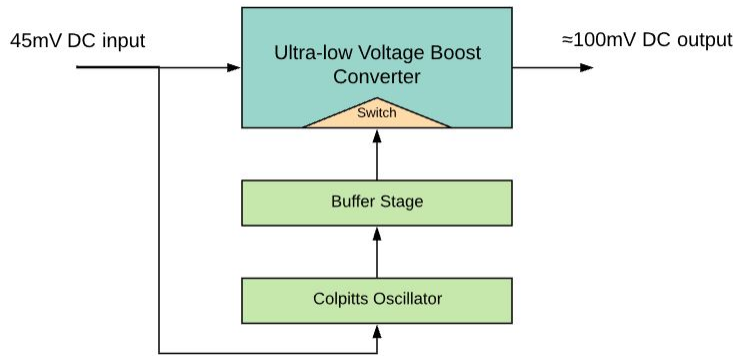 45mV DC input
≈100mV DC output
Ultra-low Voltage Boost
Converter
Switch
Buffer Stage
Colpitts Oscillator